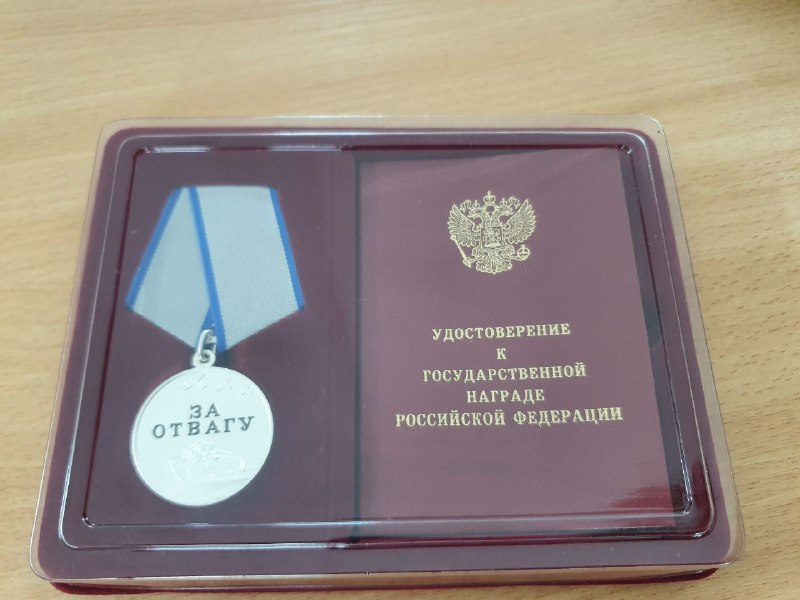 ЗА
ОТВАГУ
УДОСТОВЕРЕНИЕ
К
ГОСУДАРСТВЕННОЙ
НАГРАДЕ
РОССИЙСКОЙ ФЕДЕРАЦИИ